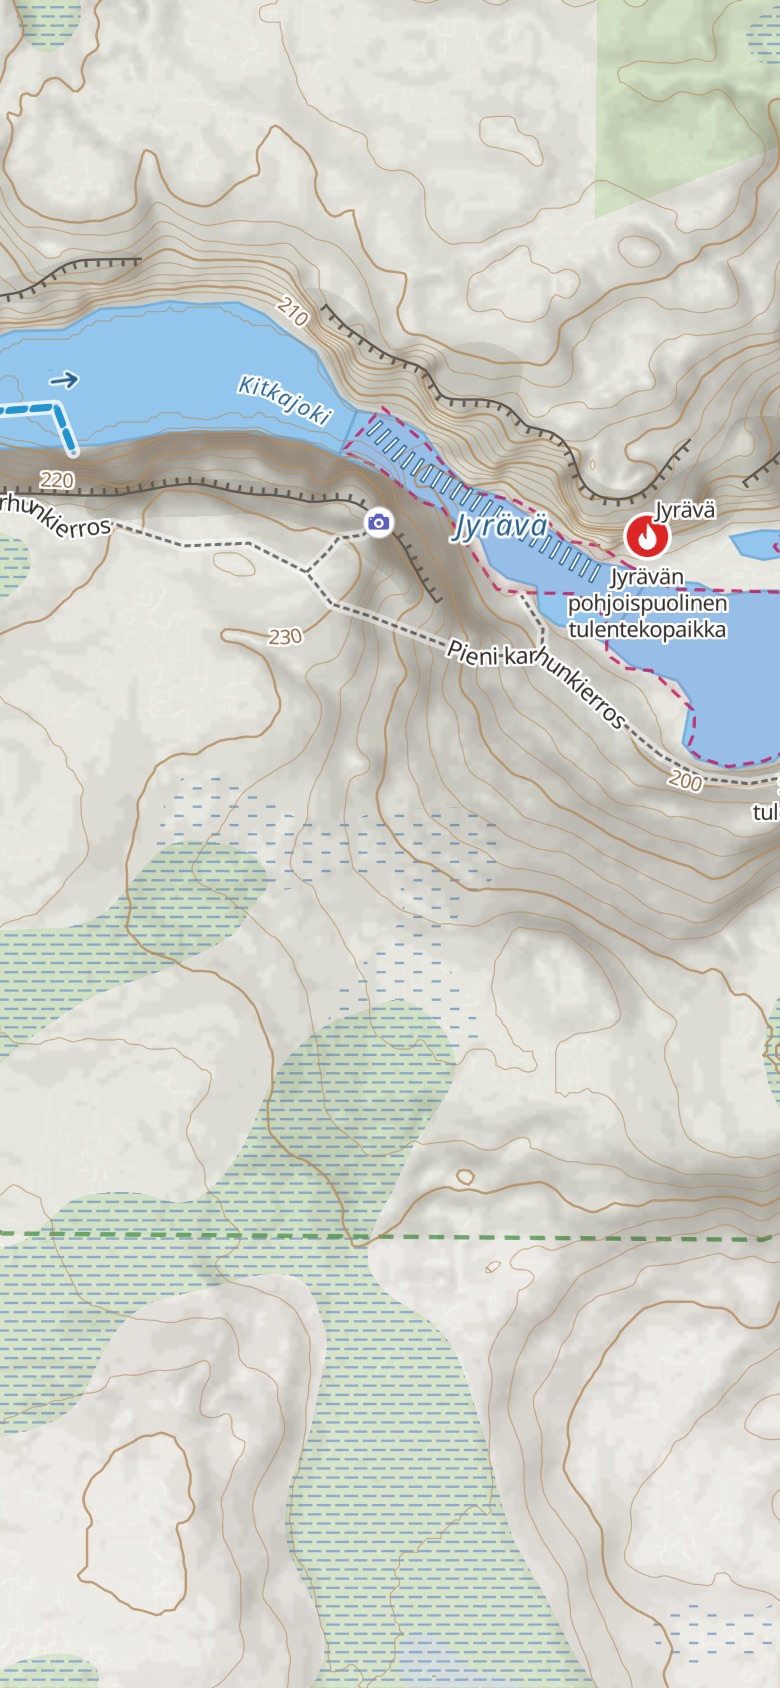 210
Kitkajoki
220
rhunkierros
Jyrävä
Jyrävä
Jyrävän
pohjoispuolinen
tulentekopaikka
230
Pieni karhunkierros
200
tul